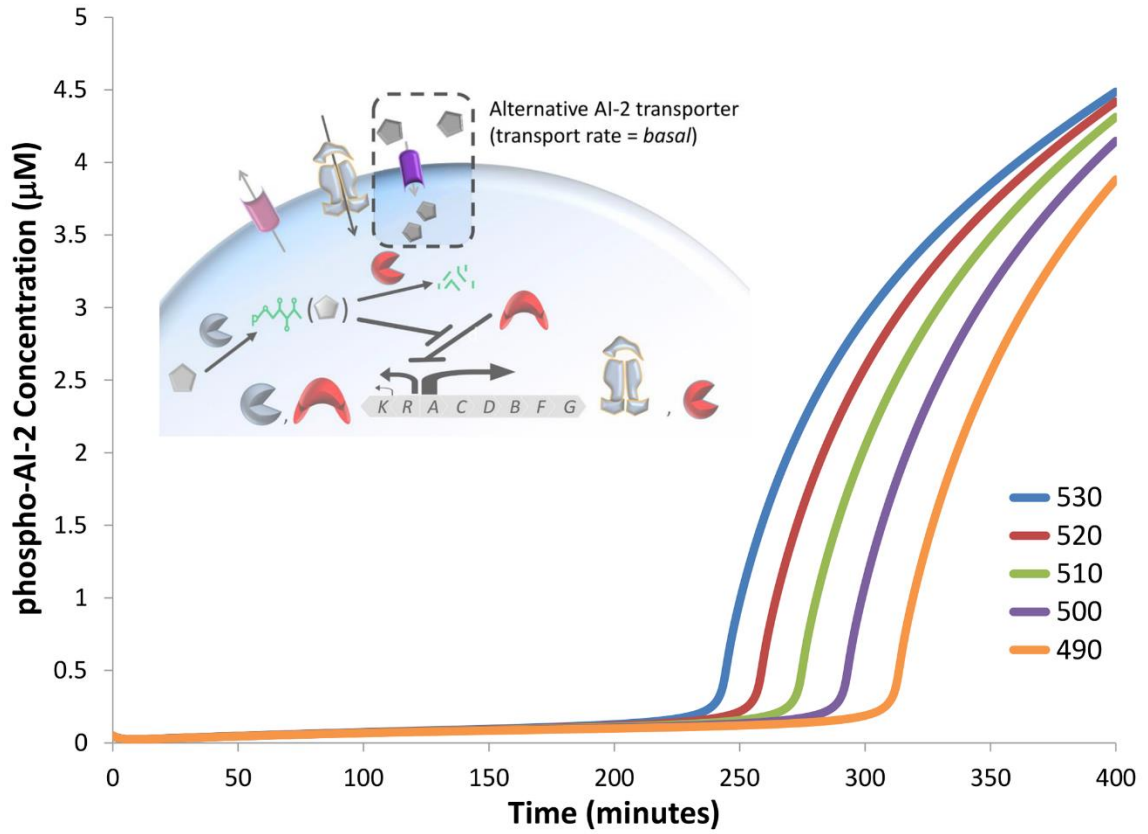 5
4.5
4
3.5
3
2.5
2
1.5
1
0.5
0
phospho-AI-2 Concentration (μM)
Alternative AI-2 transporter
(transport rate = basal)
p
( )
,
K R A C D B F G
,
530
520
510
500
490
0 50 100 150 200 250 300 350 400
Time (minutes)